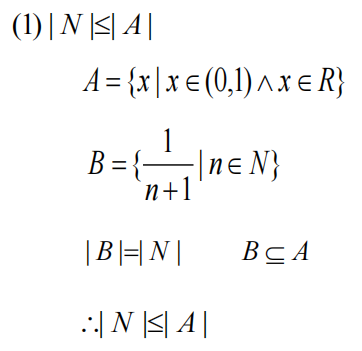 (1) | N |≤| A |
A = {x | x ∈ (0,1) ∧ x ∈ R}
B = {1/(n+1) | n ∈ N}
| B |=| N |  B ⊆ A
∴| N |≤| A |